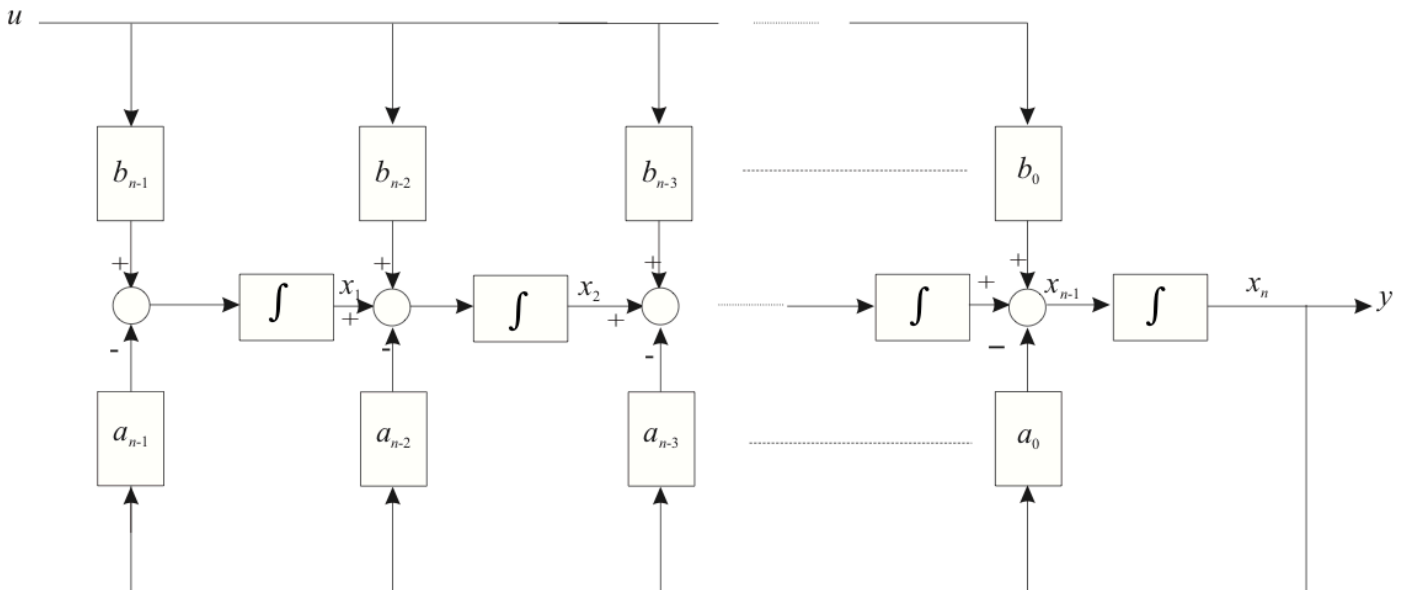 u
b_{n-1} b_{n-2} b_{n-3} b_0
+ + + +
∫ x_1 ∫ x_2 ∫ + x_{n-1} ∫ x_n y
+ +
- - - –
a_{n-1} a_{n-2} a_{n-3} a_0